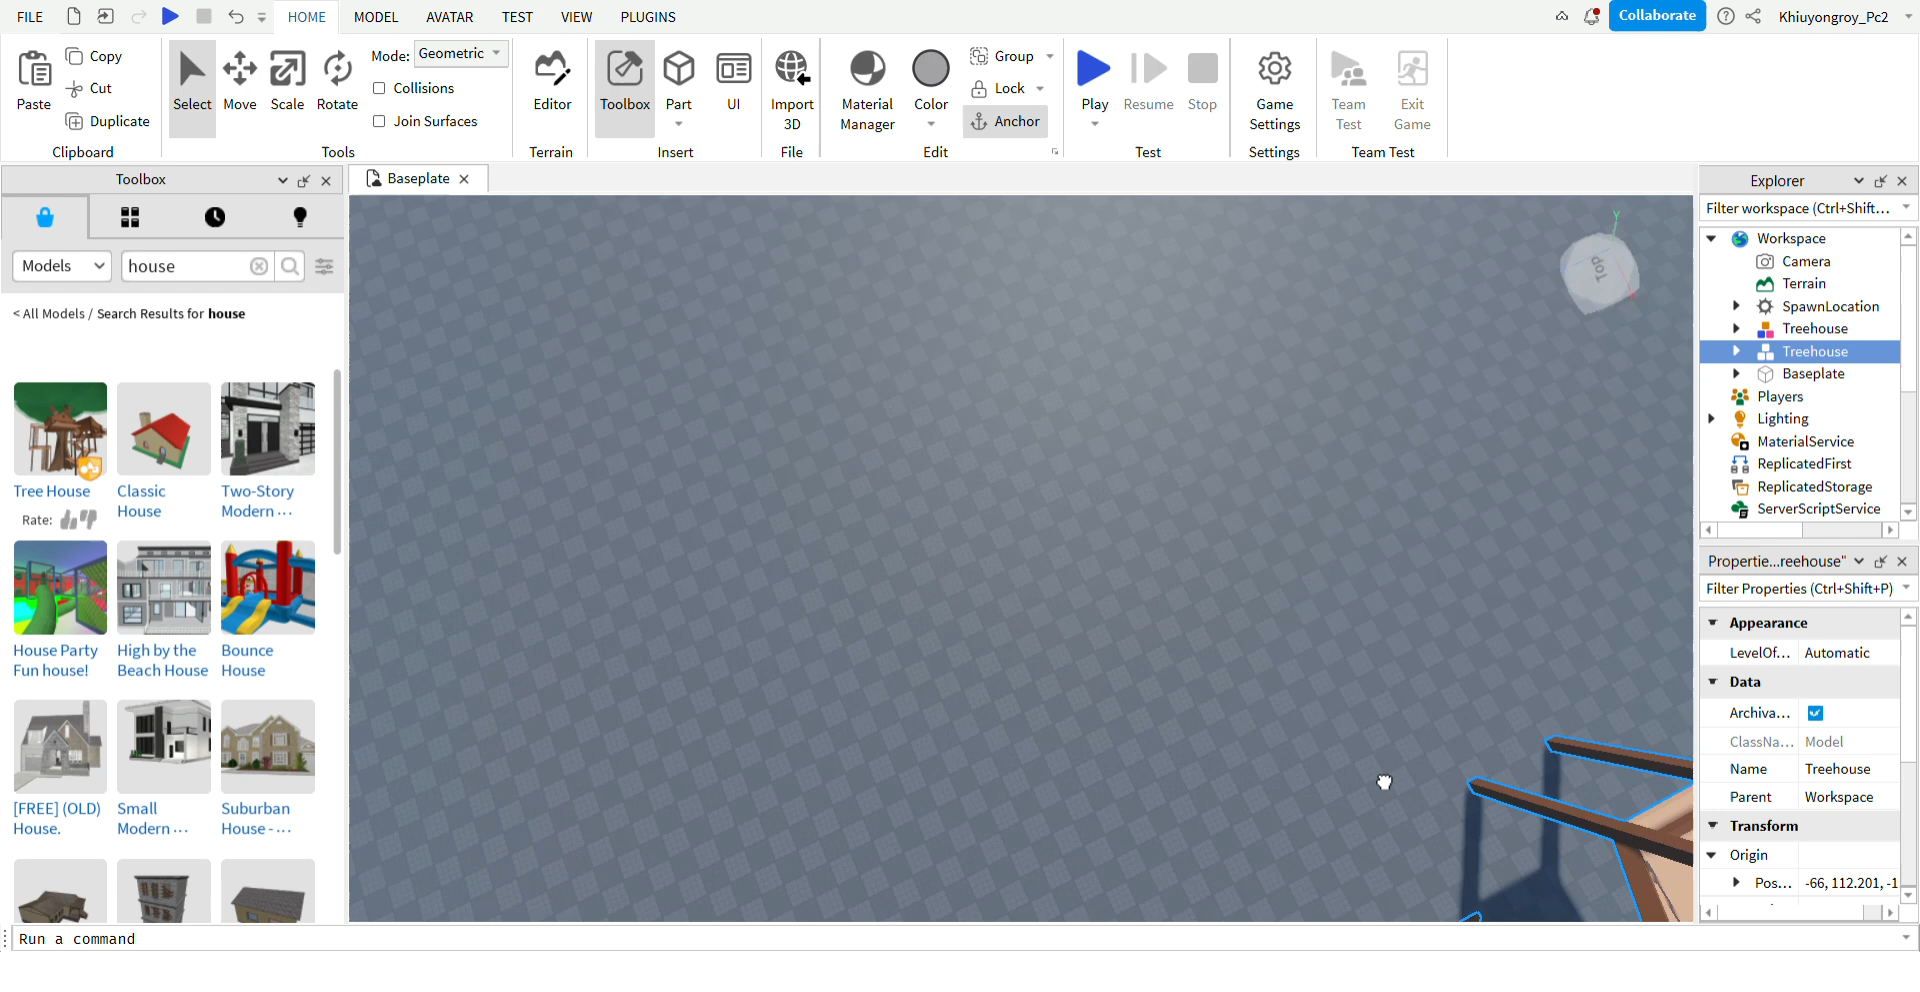 FILE HOME MODEL AVATAR TEST VIEW PLUGINS Collaborate Khiuyongroy_Pc2
Paste Copy Cut Duplicate
Clipboard
Select Move Scale Rotate Mode: Geometric Collisions Join Surfaces
Tools
Editor
Terrain
Toolbox Part UI
Insert
Import 3D
File
Material Manager Color Group Lock Anchor
Edit
Play Resume Stop
Test
Game Settings
Settings
Team Test Exit Game
Team Test
Toolbox
Models house
< All Models / Search Results for house
Tree House
Rate:
Classic House
Two-Story Modern ...
House Party Fun house!
High by the Beach House
Bounce House
[FREE] (OLD) House.
Small Modern ...
Suburban House - ...
Baseplate
Top
Y
Explorer
Filter workspace (Ctrl+Shift...
Workspace
Camera
Terrain
SpawnLocation
Treehouse
Treehouse
Baseplate
Players
Lighting
MaterialService
ReplicatedFirst
ReplicatedStorage
ServerScriptService
Propertie...reehouse"
Filter Properties (Ctrl+Shift+P)
Appearance
LevelOf... Automatic
Data
Archiva...
ClassNa... Model
Name Treehouse
Parent Workspace
Transform
Origin
Pos... -66, 112.201, -1
Run a command